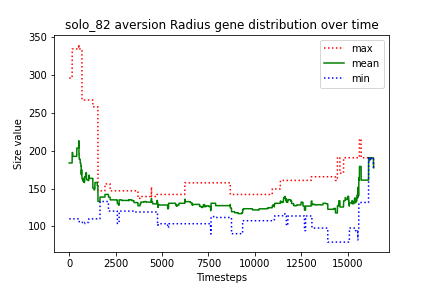 solo_82 aversion Radius gene distribution over time
max
mean
min
Size value
350
300
250
200
150
100
0
2500
5000
7500
10000
12500
15000
Timesteps